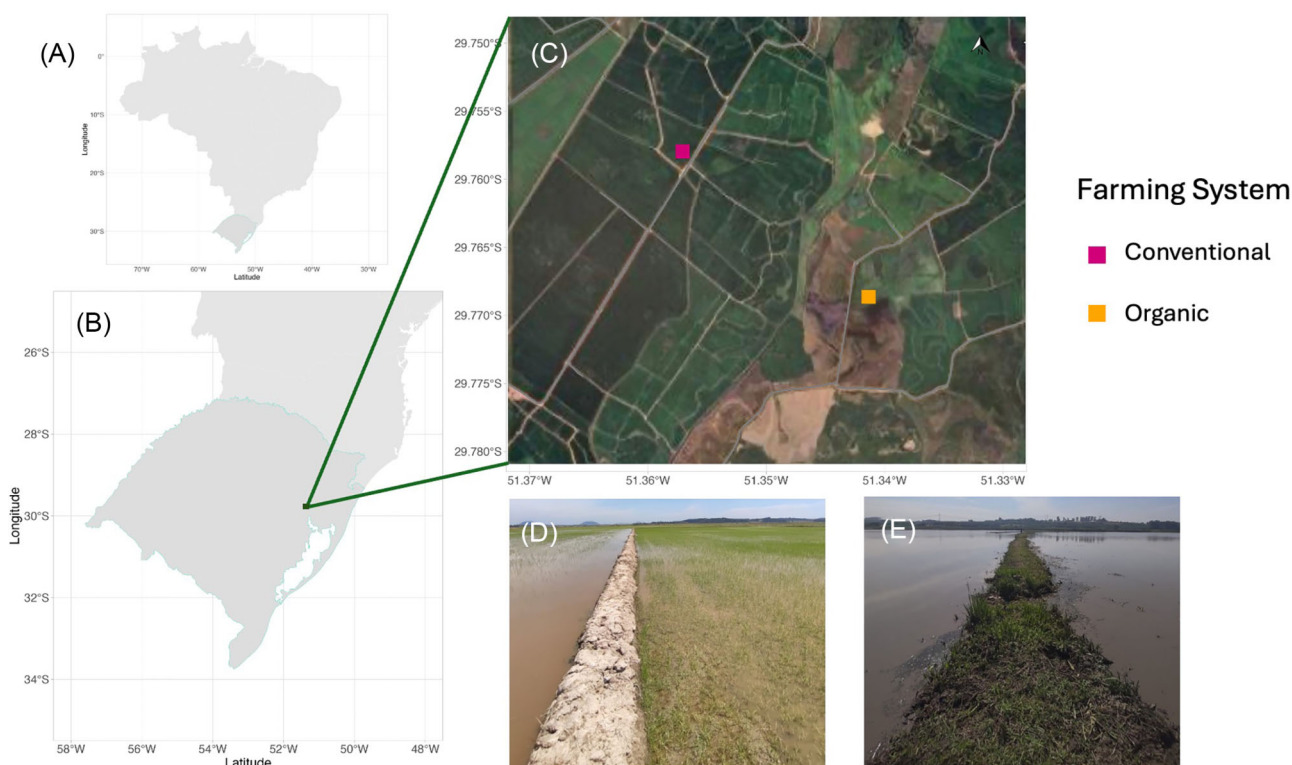 (A)
0°
10°S
20°S
30°S
Longitude
70°W 60°W 50°W 40°W 30°W
Latitude
(B)
26°S
28°S
30°S
32°S
34°S
Longitude
58°W 56°W 54°W 52°W 50°W 48°W
Latitude
(C)
N
29.750°S
29.755°S
29.760°S
29.765°S
29.770°S
29.775°S
29.780°S
51.37°W 51.36°W 51.35°W 51.34°W 51.33°W
Farming System
Conventional
Organic
(D)
(E)